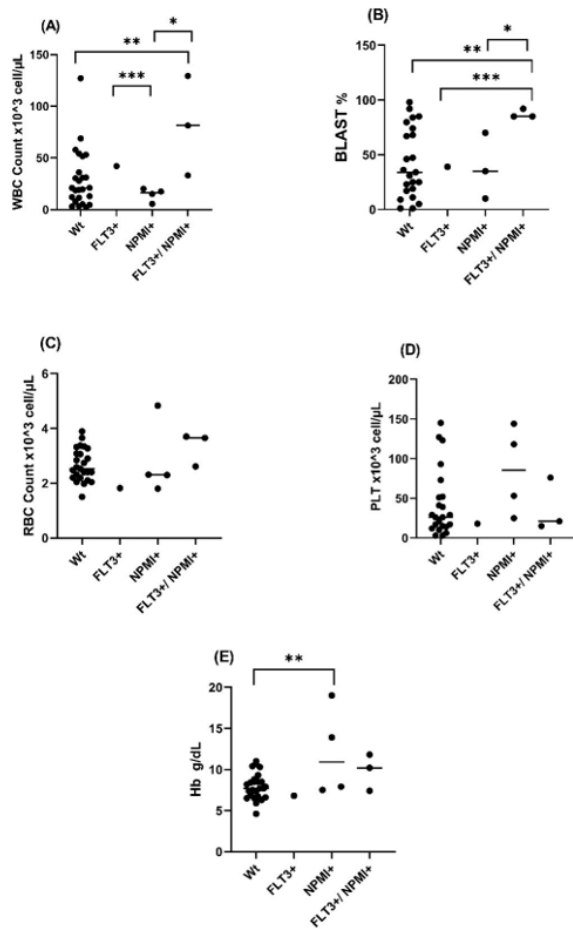 (A)
WBC Count x10^3 cell/µL
150
100
50
0
**
*
***
Wt
FLT3+
NPMI+
FLT3+/ NPMI+
(B)
BLAST %
150
100
50
0
**
*
***
Wt
FLT3+
NPMI+
FLT3+/ NPMI+
(C)
RBC Count x10^3 cell/µL
6
4
2
0
Wt
FLT3+
NPMI+
FLT3+/ NPMI+
(D)
PLT x10^3 cell/µL
200
150
100
50
0
Wt
FLT3+
NPMI+
FLT3+/ NPMI+
(E)
Hb g/dL
20
15
10
5
0
**
Wt
FLT3+
NPMI+
FLT3+/ NPMI+